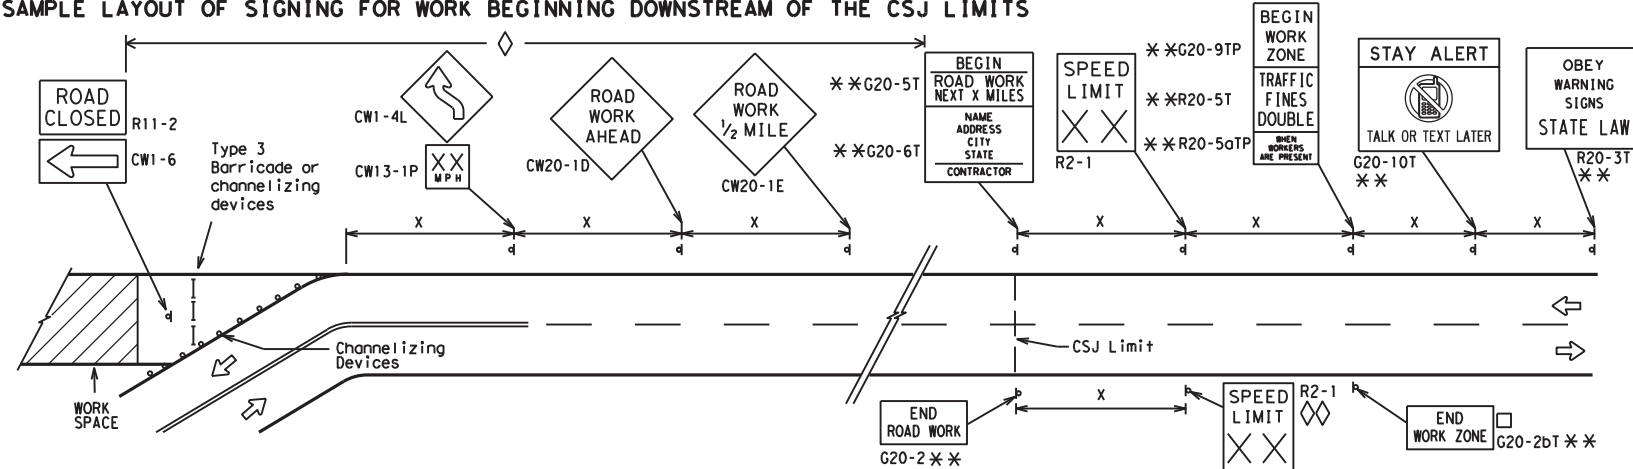 SAMPLE LAYOUT OF SIGNING FOR WORK BEGINNING DOWNSTREAM OF THE CSJ LIMITS
ROAD
CLOSED
R11-2
CW1-6
Type 3
Barricade or
channelizing
devices
CW1-4L
CW13-1P
XX
MPH
ROAD
WORK
AHEAD
CW20-1D
ROAD
WORK
1/2 MILE
CW20-1E
**G20-5T
**G20-6T
BEGIN
ROAD WORK
NEXT X MILES
NAME
ADDRESS
CITY
STATE
CONTRACTOR
SPEED
LIMIT
XX
R2-1
**G20-9TP
**R20-5T
**R20-5aTP
BEGIN
WORK
ZONE
TRAFFIC
FINES
DOUBLE
WHEN
WORKERS
ARE PRESENT
STAY ALERT
TALK OR TEXT LATER
G20-10T
**
OBEY
WARNING
SIGNS
STATE LAW
R20-3T
**
X
X
X
X
X
X
X
Channelizing
Devices
CSJ Limit
WORK
SPACE
X
END
ROAD WORK
G20-2**
SPEED
LIMIT
XX
R2-1
END
WORK ZONE
G20-2bT **